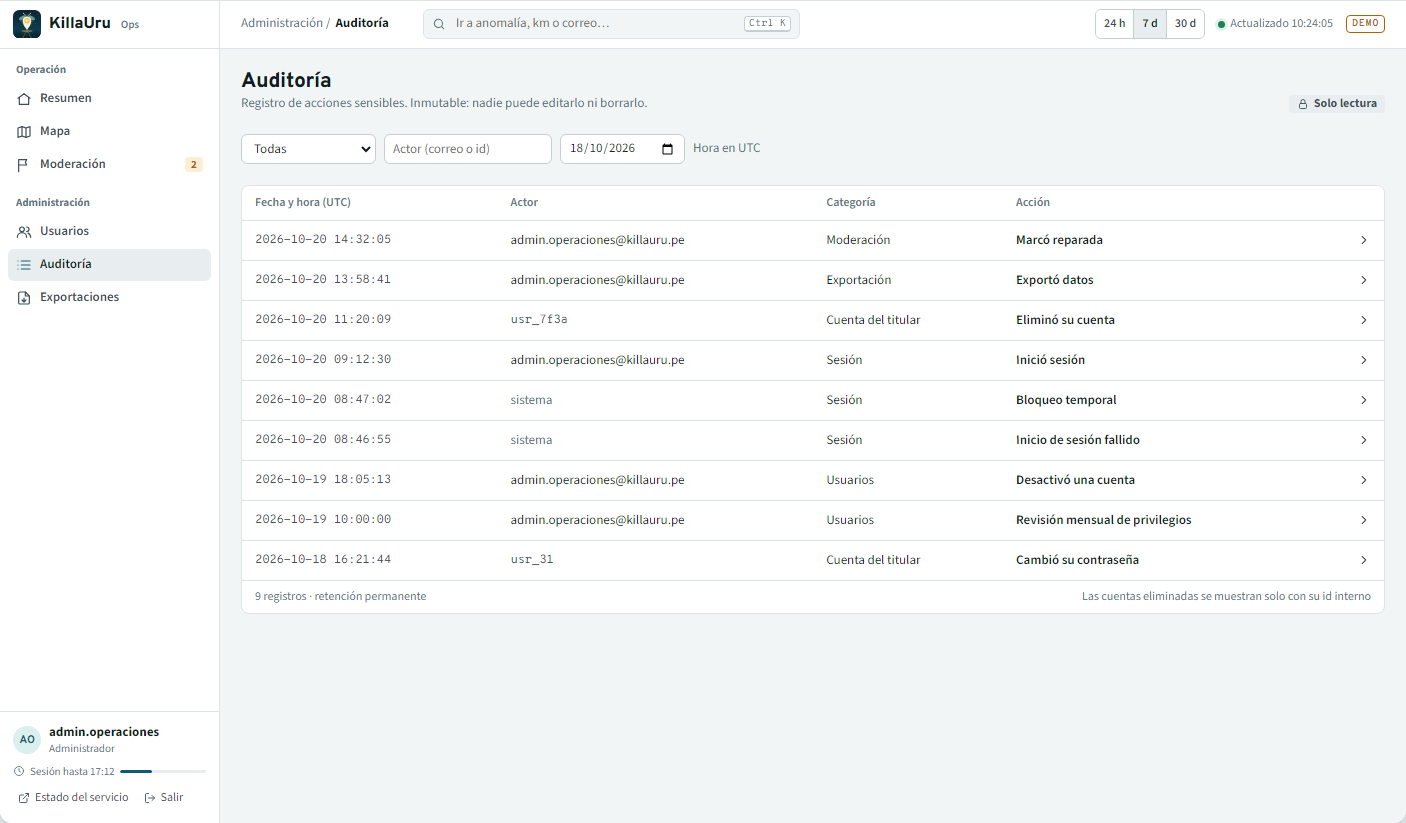 KillaUru Ops
Administración / Auditoría
Ir a anomalía, km o correo… Ctrl K
24 h 7 d 30 d
Actualizado 10:24:05
DEMO
Operación
Resumen
Mapa
Moderación 2
Administración
Usuarios
Auditoría
Exportaciones
Auditoría
Registro de acciones sensibles. Inmutable: nadie puede editarlo ni borrarlo.
Solo lectura
Todas Actor (correo o id) 18/10/2026 Hora en UTC
Fecha y hora (UTC) Actor Categoría Acción
2026-10-20 14:32:05 admin.operaciones@killauru.pe Moderación Marcó reparada
2026-10-20 13:58:41 admin.operaciones@killauru.pe Exportación Exportó datos
2026-10-20 11:20:09 usr_7f3a Cuenta del titular Eliminó su cuenta
2026-10-20 09:12:30 admin.operaciones@killauru.pe Sesión Inició sesión
2026-10-20 08:47:02 sistema Sesión Bloqueo temporal
2026-10-20 08:46:55 sistema Sesión Inicio de sesión fallido
2026-10-19 18:05:13 admin.operaciones@killauru.pe Usuarios Desactivó una cuenta
2026-10-19 10:00:00 admin.operaciones@killauru.pe Usuarios Revisión mensual de privilegios
2026-10-18 16:21:44 usr_31 Cuenta del titular Cambió su contraseña
9 registros · retención permanente Las cuentas eliminadas se muestran solo con su id interno
AO admin.operaciones
Administrador
Sesión hasta 17:12
Estado del servicio Salir